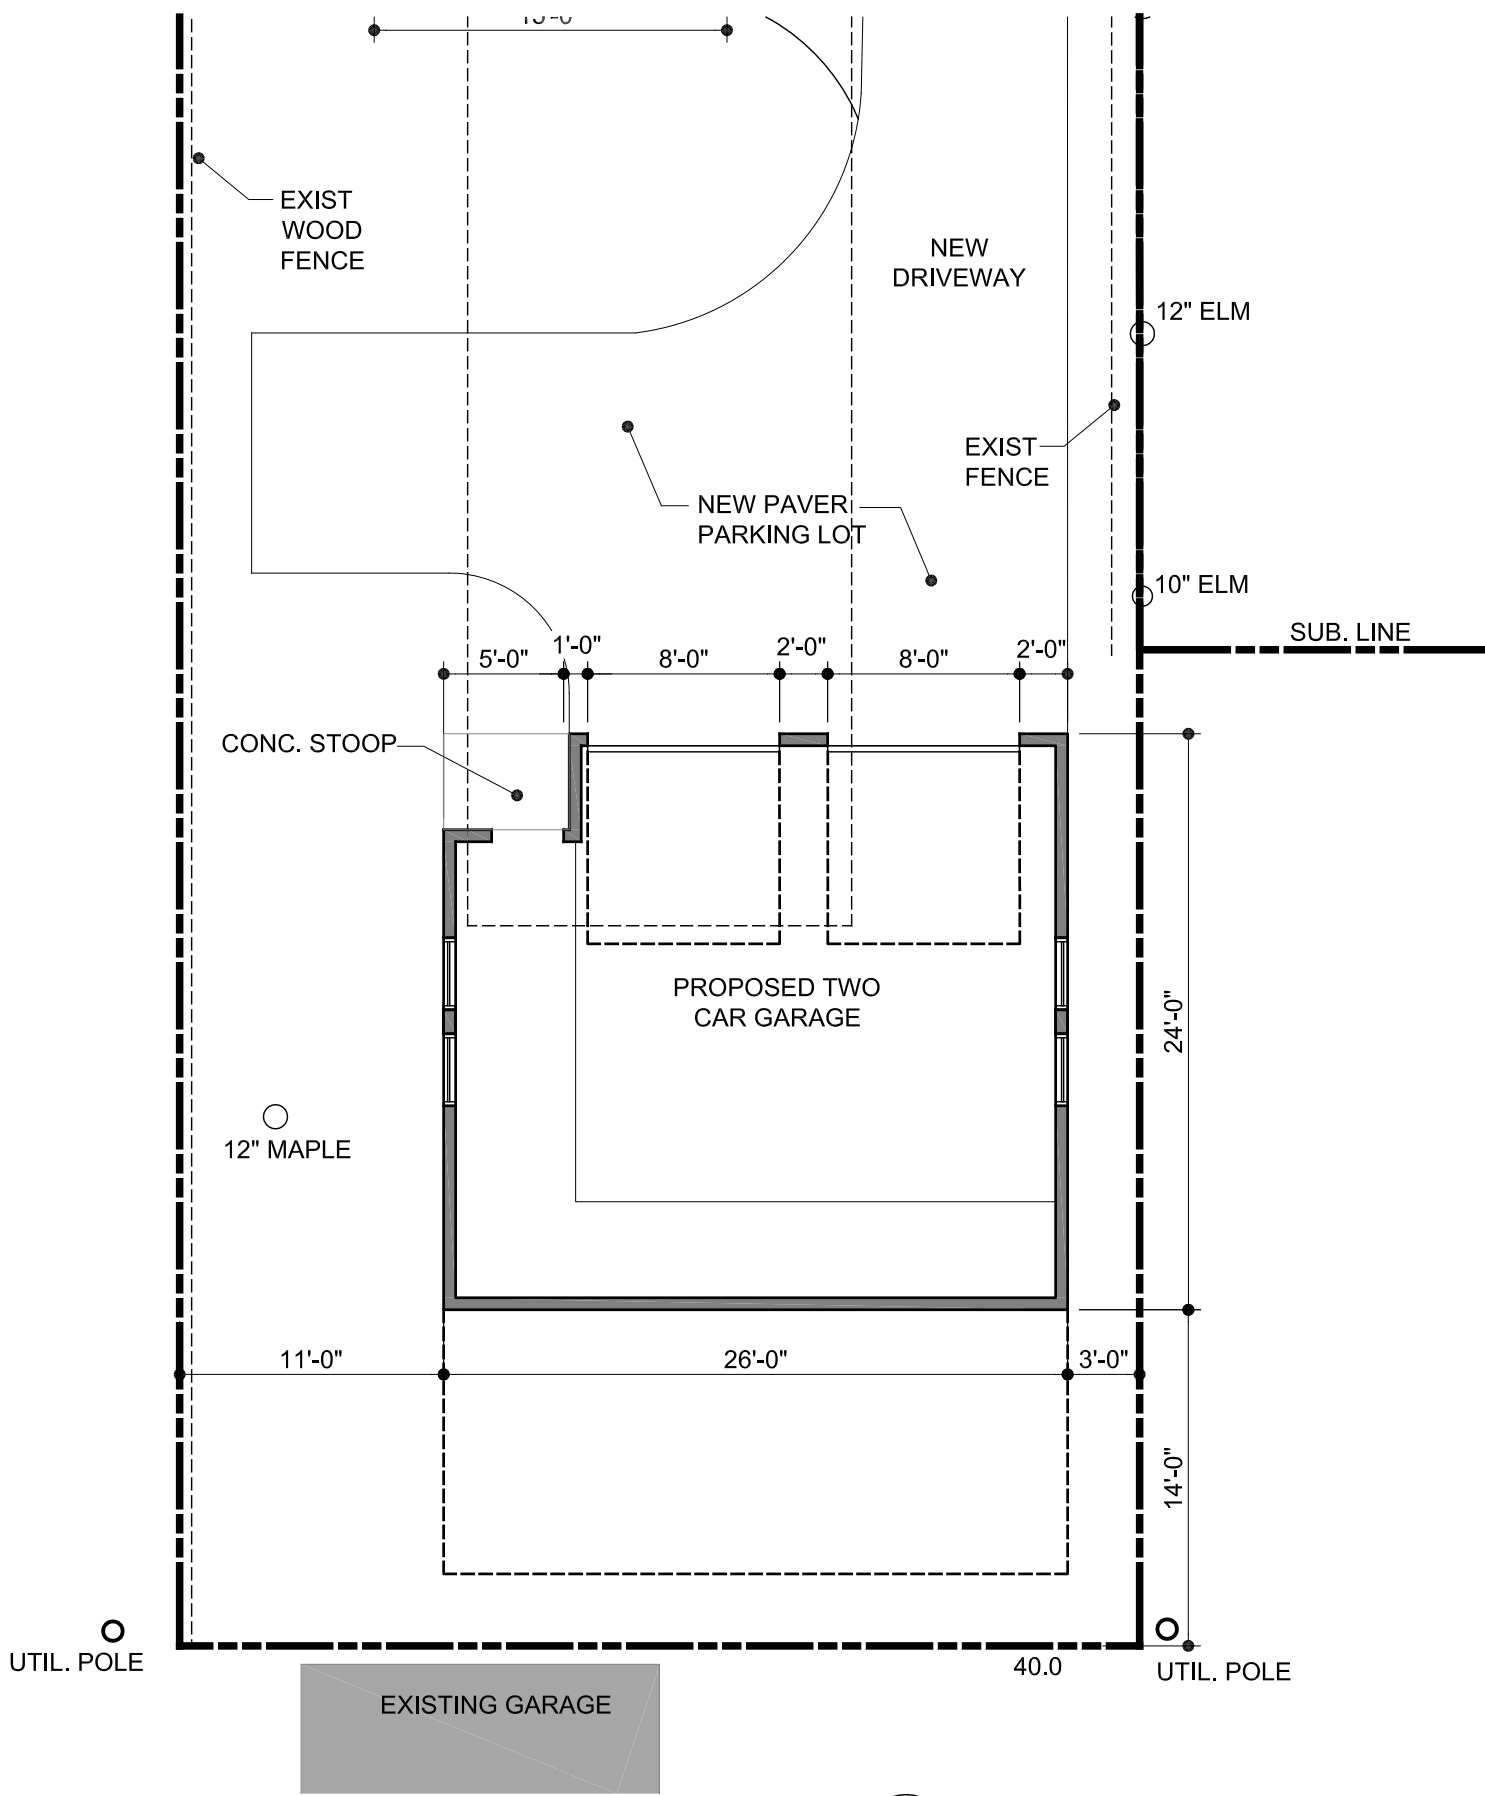 EXIST
WOOD
FENCE
NEW
DRIVEWAY
12" ELM
EXIST
FENCE
NEW PAVER
PARKING LOT
10" ELM
SUB. LINE
5'-0"
1'-0"
8'-0"
2'-0"
8'-0"
2'-0"
CONC. STOOP
PROPOSED TWO
CAR GARAGE
24'-0"
12" MAPLE
11'-0"
26'-0"
3'-0"
14'-0"
UTIL. POLE
40.0
UTIL. POLE
EXISTING GARAGE